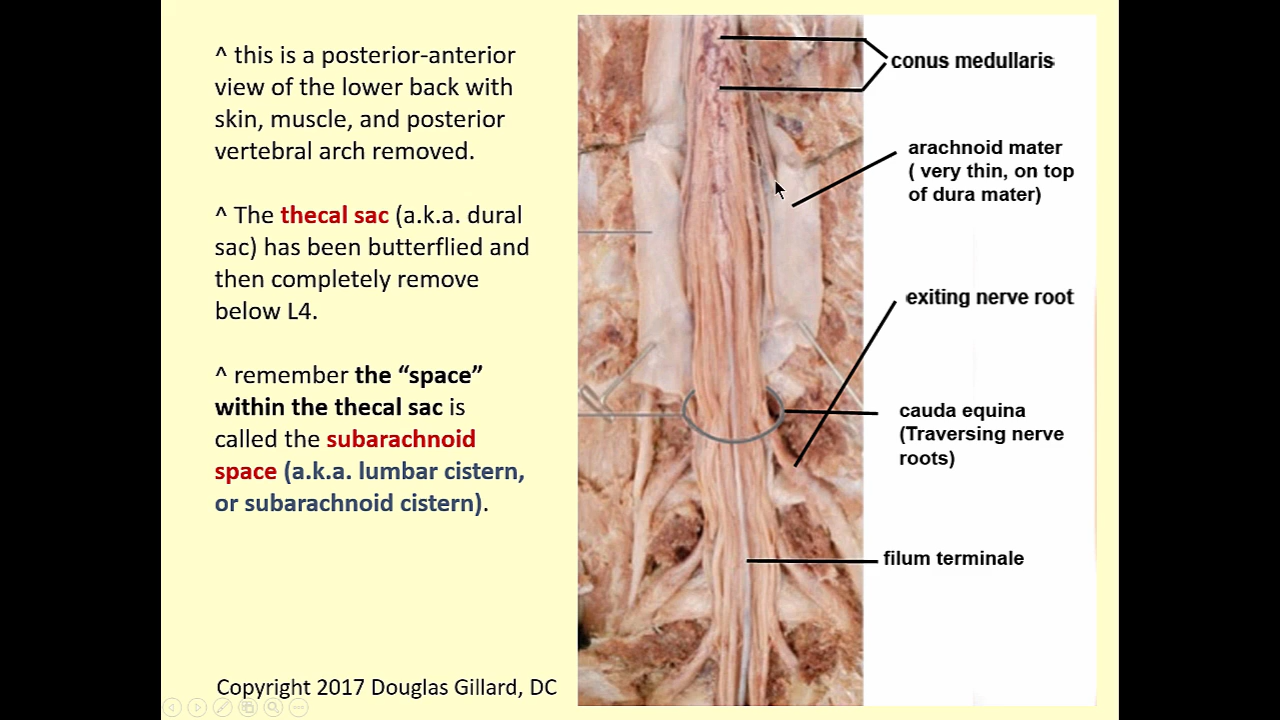 ^ this is a posterior-anterior
view of the lower back with
skin, muscle, and posterior
vertebral arch removed.
^ The thecal sac (a.k.a. dural
sac) has been butterflied and
then completely remove
below L4.
^ remember the “space”
within the thecal sac is
called the subarachnoid
space (a.k.a. lumbar cistern,
or subarachnoid cistern).
Copyright 2017 Douglas Gillard, DC
conus medullaris
arachnoid mater
( very thin, on top
of dura mater)
exiting nerve root
cauda equina
(Traversing nerve
roots)
filum terminale